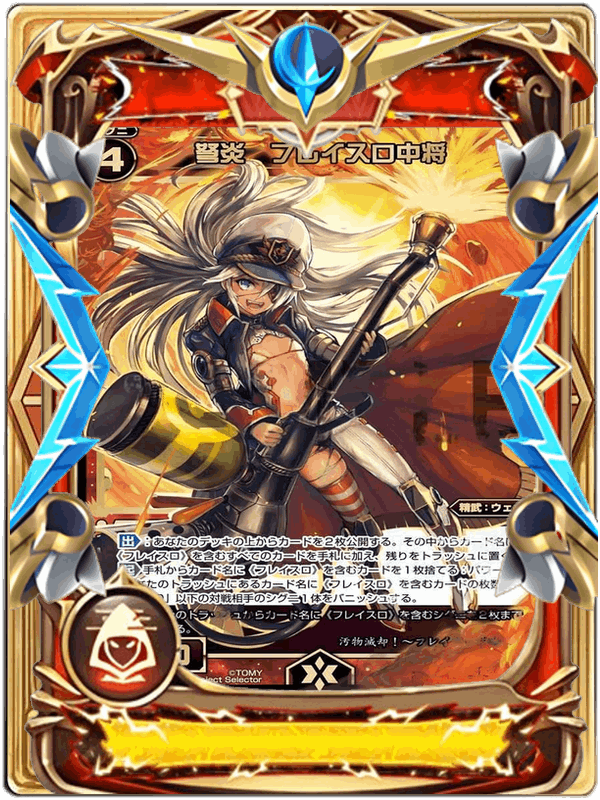 4
弩炎 フレイスロ中将
精武：ウェ
出：あなたのデッキの上からカードを２枚公開する。その中からカード名に
《フレイスロ》を含むすべてのカードを手札に加え、残りをトラッシュに置く
手札からカード名に《フレイスロ》を含むカードを１枚捨てる：パワー
たのトラッシュにあるカード名に《フレイスロ》を含むカードの枚数
以下の対戦相手のシグニ１体をバニッシュする。
のトラ
ュからカード名に《フレイスロ》を含む
２枚まで
る。
汚物滅却！～フレイ
©TOMY
lect Selector